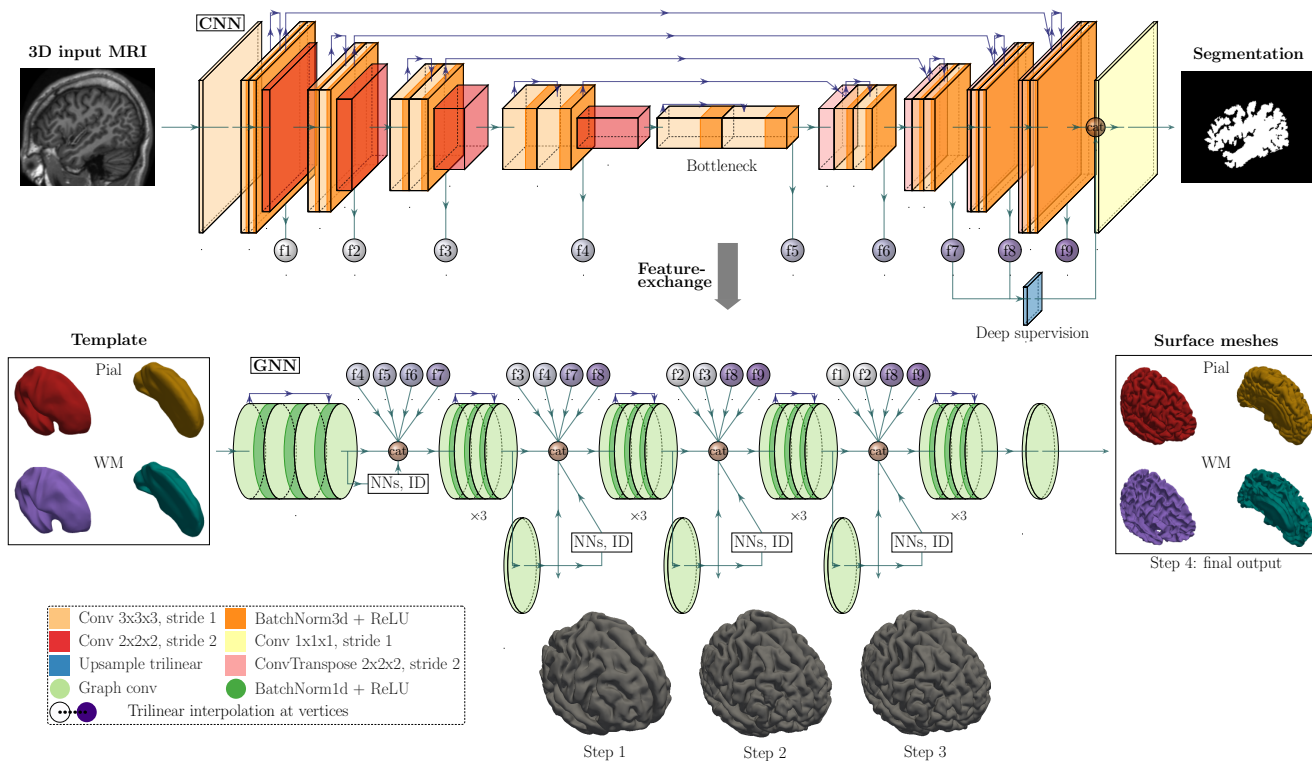 CNN
3D input MRI
Segmentation
cat
Bottleneck
f1
f2
f3
f4
f5
f6
f7
f8
f9
Feature-
exchange
Deep supervision
Template
Pial
WM
GNN
f4 f5 f6 f7
f3 f4 f7 f8
f2 f3 f8 f9
f1 f2 f8 f9
cat
cat
cat
cat
NNs, ID
×3
×3
×3
×3
NNs, ID
NNs, ID
NNs, ID
Surface meshes
Pial
WM
Step 4: final output
Conv 3x3x3, stride 1
BatchNorm3d + ReLU
Conv 2x2x2, stride 2
Conv 1x1x1, stride 1
Upsample trilinear
ConvTranspose 2x2x2, stride 2
Graph conv
BatchNorm1d + ReLU
Trilinear interpolation at vertices
Step 1
Step 2
Step 3